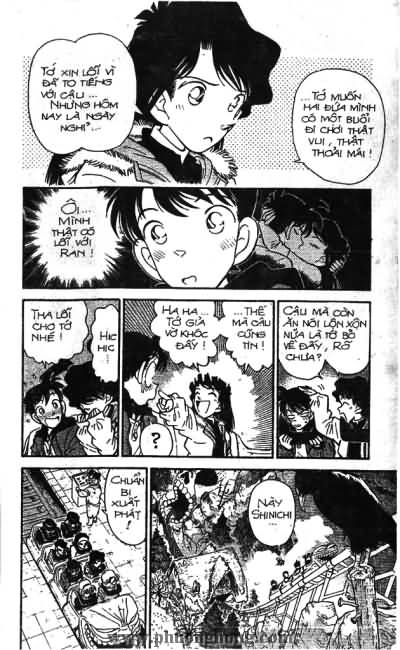 TỚ XIN LỖI VÌ
ĐÃ TO TIẾNG
VỚI CẬU ...
NHƯNG HÔM
NAY LÀ NGÀY
NGHỈ...
... TỚ MUỐN
HAI ĐỨA MÌNH
CÓ MỘT BUỔI
ĐI CHƠI THẬT
VUI, THẬT
THOẢI MÁI!
ÔI ...
MÌNH
THẬT CÓ
LỖI VỚI
RAN!
THA LỖI
CHO TỚ
NHÉ!
HIC
HIC!
HA HA ...
TỚ GIẢ
VỜ KHÓC
ĐẤY!
... THẾ
MÀ CẬU
CŨNG
TIN!
?
CẬU MÀ CÒN
ĂN NÓI LỘN XỘN
NỮA LÀ TỚ BỎ
VỀ ĐẤY, RÕ
CHƯA?
CHUẨN
BỊ
XUẤT
PHÁT!
NÀY
SHINICHI
...